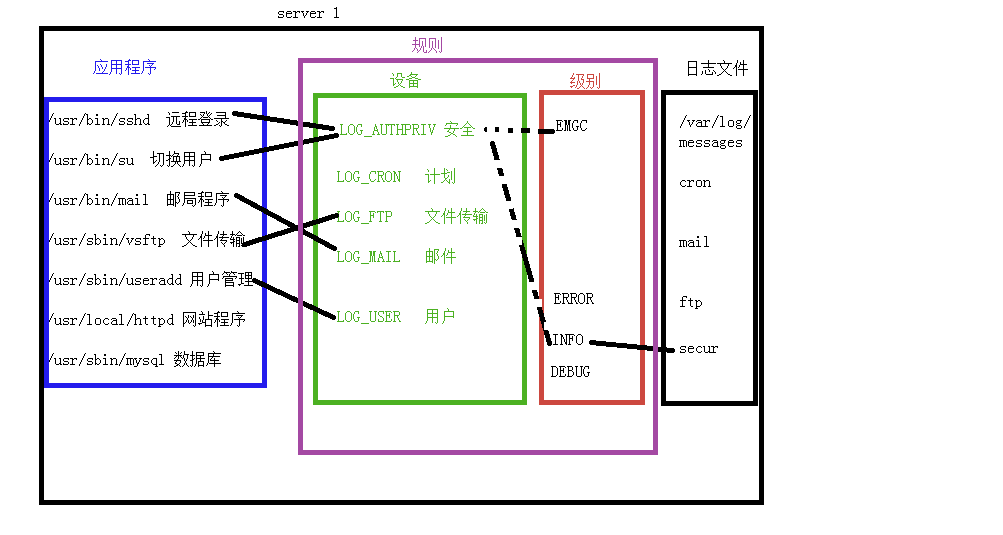 server 1
规则
应用程序
设备
级别
日志文件
/usr/bin/sshd 远程登录
/usr/bin/su 切换用户
/usr/bin/mail 邮局程序
/usr/sbin/vsftp 文件传输
/usr/sbin/useradd 用户管理
/usr/local/httpd 网站程序
/usr/sbin/mysql 数据库
LOG_AUTHPRIV 安全
LOG_CRON 计划
LOG_FTP 文件传输
LOG_MAIL 邮件
LOG_USER 用户
EMGC
ERROR
INFO
DEBUG
/var/log/
messages
cron
mail
ftp
secur